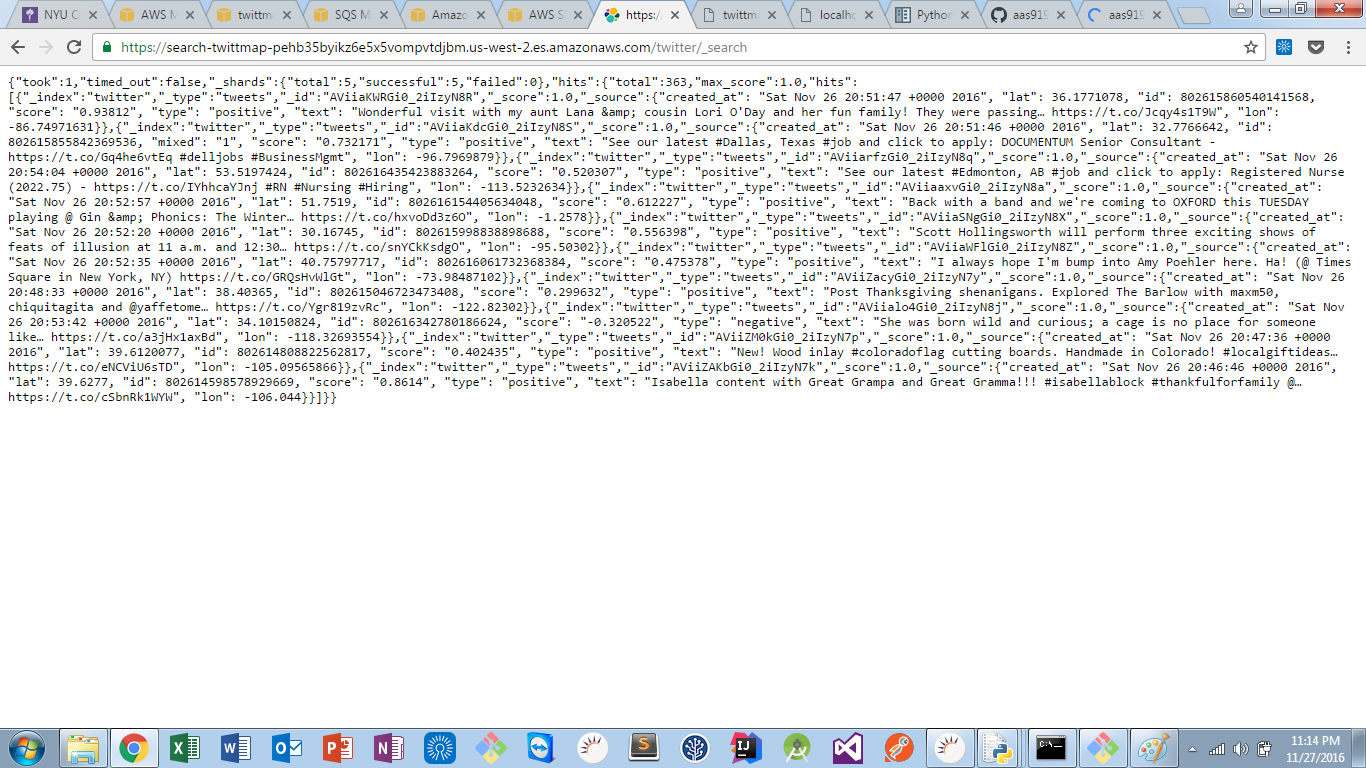 NYU C
AWS M
twittm
SQS M
Amazo
AWS S
https:/
twittm
localho
Python
aas919
aas919
https://search-twittmap-pehb35byikz6e5x5vompvtdjbm.us-west-2.es.amazonaws.com/twitter/_search
{"took":1,"timed_out":false,"_shards":{"total":5,"successful":5,"failed":0},"hits":{"total":363,"max_score":1.0,"hits":
[{"_index":"twitter","_type":"tweets","_id":"AViiaKWRGi0_2iIzyN8R","_score":1.0,"_source":{"created_at": "Sat Nov 26 20:51:47 +0000 2016", "lat": 36.1771078, "id": 802615860540141568,
"score": "0.93812", "type": "positive", "text": "Wonderful visit with my aunt Lana &amp; cousin Lori O'Day and her fun family! They were passing… https://t.co/Jcqy4s1T9W", "lon":
-86.74971631}},{"_index":"twitter","_type":"tweets","_id":"AViiaKdcGi0_2iIzyN8S","_score":1.0,"_source":{"created_at": "Sat Nov 26 20:51:46 +0000 2016", "lat": 32.7766642, "id":
802615855842369536, "mixed": "1", "score": "0.732171", "type": "positive", "text": "See our latest #Dallas, Texas #job and click to apply: DOCUMENTUM Senior Consultant -
https://t.co/Gq4he6vtEq #delljobs #BusinessMgmt", "lon": -96.7969879}},{"_index":"twitter","_type":"tweets","_id":"AViiarfzGi0_2iIzyN8q","_score":1.0,"_source":{"created_at": "Sat Nov 26
20:54:04 +0000 2016", "lat": 53.5197424, "id": 802616435423883264, "score": "0.520307", "type": "positive", "text": "See our latest #Edmonton, AB #job and click to apply: Registered Nurse
(2022.75) - https://t.co/IYhhcaYJnj #RN #Nursing #Hiring", "lon": -113.5232634}},{"_index":"twitter","_type":"tweets","_id":"AViiaaxvGi0_2iIzyN8a","_score":1.0,"_source":{"created_at":
"Sat Nov 26 20:52:57 +0000 2016", "lat": 51.7519, "id": 802616154405634048, "score": "0.612227", "type": "positive", "text": "Back with a band and we're coming to OXFORD this TUESDAY
playing @ Gin &amp; Phonics: The Winter… https://t.co/hxvoDd3z6O", "lon": -1.2578}},{"_index":"twitter","_type":"tweets","_id":"AViiaSNgGi0_2iIzyN8X","_score":1.0,"_source":{"created_at":
"Sat Nov 26 20:52:20 +0000 2016", "lat": 30.16745, "id": 802615998838898688, "score": "0.556398", "type": "positive", "text": "Scott Hollingsworth will perform three exciting shows of
feats of illusion at 11 a.m. and 12:30… https://t.co/snYCkKsdgO", "lon": -95.50302}},{"_index":"twitter","_type":"tweets","_id":"AViiaWFlGi0_2iIzyN8Z","_score":1.0,"_source":{"created_at":
"Sat Nov 26 20:52:35 +0000 2016", "lat": 40.75797717, "id": 802616061732368384, "score": "0.475378", "type": "positive", "text": "I always hope I'm bump into Amy Poehler here. Ha! (@ Times
Square in New York, NY) https://t.co/GRQsHvWlGt", "lon": -73.98487102}},{"_index":"twitter","_type":"tweets","_id":"AViiZacyGi0_2iIzyN7y","_score":1.0,"_source":{"created_at": "Sat Nov 26
20:48:33 +0000 2016", "lat": 38.40365, "id": 802615046723473408, "score": "0.299632", "type": "positive", "text": "Post Thanksgiving shenanigans. Explored The Barlow with maxm50,
chiquitagita and @yaffetome… https://t.co/Ygr819zvRc", "lon": -122.82302}},{"_index":"twitter","_type":"tweets","_id":"AViialo4Gi0_2iIzyN8j","_score":1.0,"_source":{"created_at": "Sat Nov
26 20:53:42 +0000 2016", "lat": 34.10150824, "id": 802616342780186624, "score": "-0.320522", "type": "negative", "text": "She was born wild and curious; a cage is no place for someone
like… https://t.co/a3jHx1axBd", "lon": -118.32693554}},{"_index":"twitter","_type":"tweets","_id":"AViiZM0kGi0_2iIzyN7p","_score":1.0,"_source":{"created_at": "Sat Nov 26 20:47:36 +0000
2016", "lat": 39.6120077, "id": 802614808822562817, "score": "0.402435", "type": "positive", "text": "New! Wood inlay #coloradoflag cutting boards. Handmade in Colorado! #localgiftideas…
https://t.co/eNCViU6sTD", "lon": -105.09565866}},{"_index":"twitter","_type":"tweets","_id":"AViiZAKbGi0_2iIzyN7k","_score":1.0,"_source":{"created_at": "Sat Nov 26 20:46:46 +0000 2016",
"lat": 39.6277, "id": 802614598578929669, "score": "0.8614", "type": "positive", "text": "Isabella content with Great Grampa and Great Gramma!!! #isabellablock #thankfulforfamily @…
https://t.co/cSbnRk1WYW", "lon": -106.044}}]}}
11:14 PM
11/27/2016